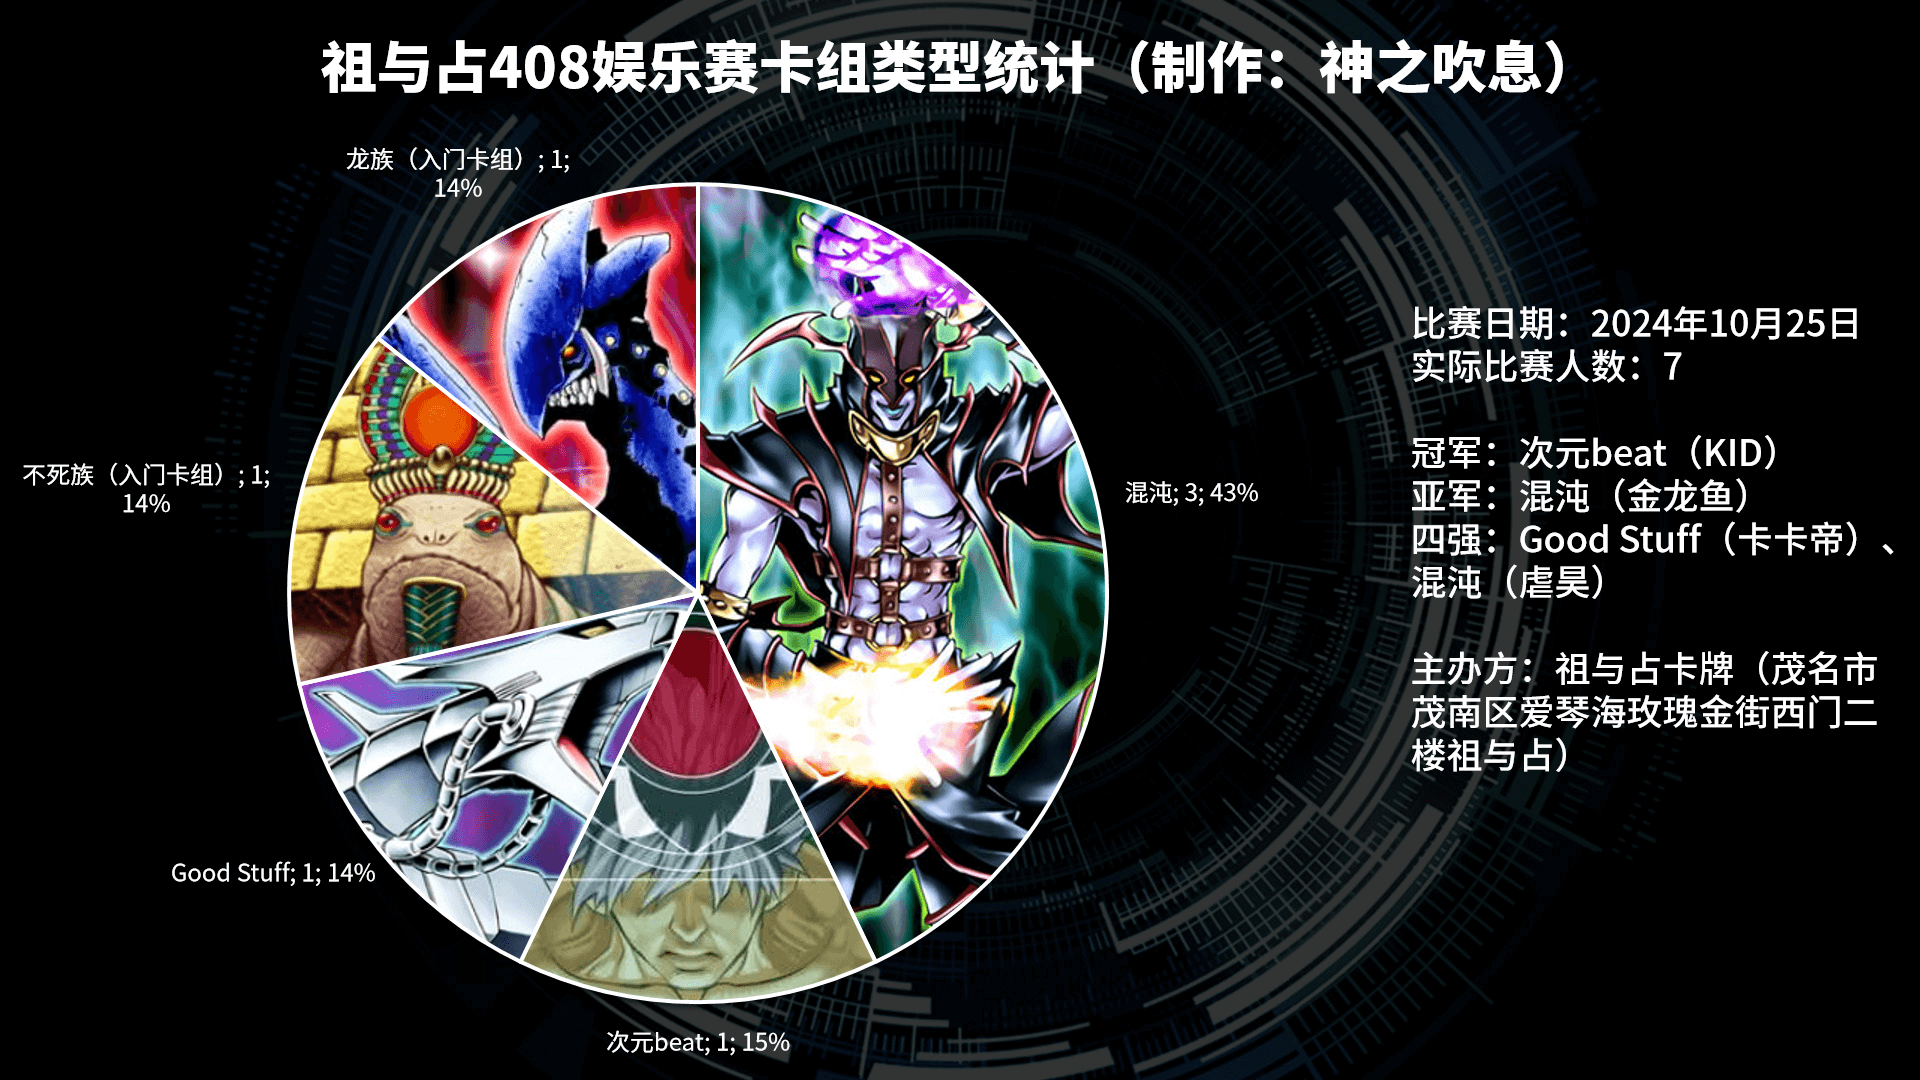 祖与占408娱乐赛卡组类型统计（制作：神之吹息）
龙族（入门卡组）; 1;
14%
不死族（入门卡组）; 1;
14%
混沌; 3; 43%
Good Stuff; 1; 14%
次元beat; 1; 15%
比赛日期：2024年10月25日
实际比赛人数：7
冠军：次元beat（KID）
亚军：混沌（金龙鱼）
四强：Good Stuff（卡卡帝）、
混沌（虐昊）
主办方：祖与占卡牌（茂名市
茂南区爱琴海玫瑰金街西门二
楼祖与占）